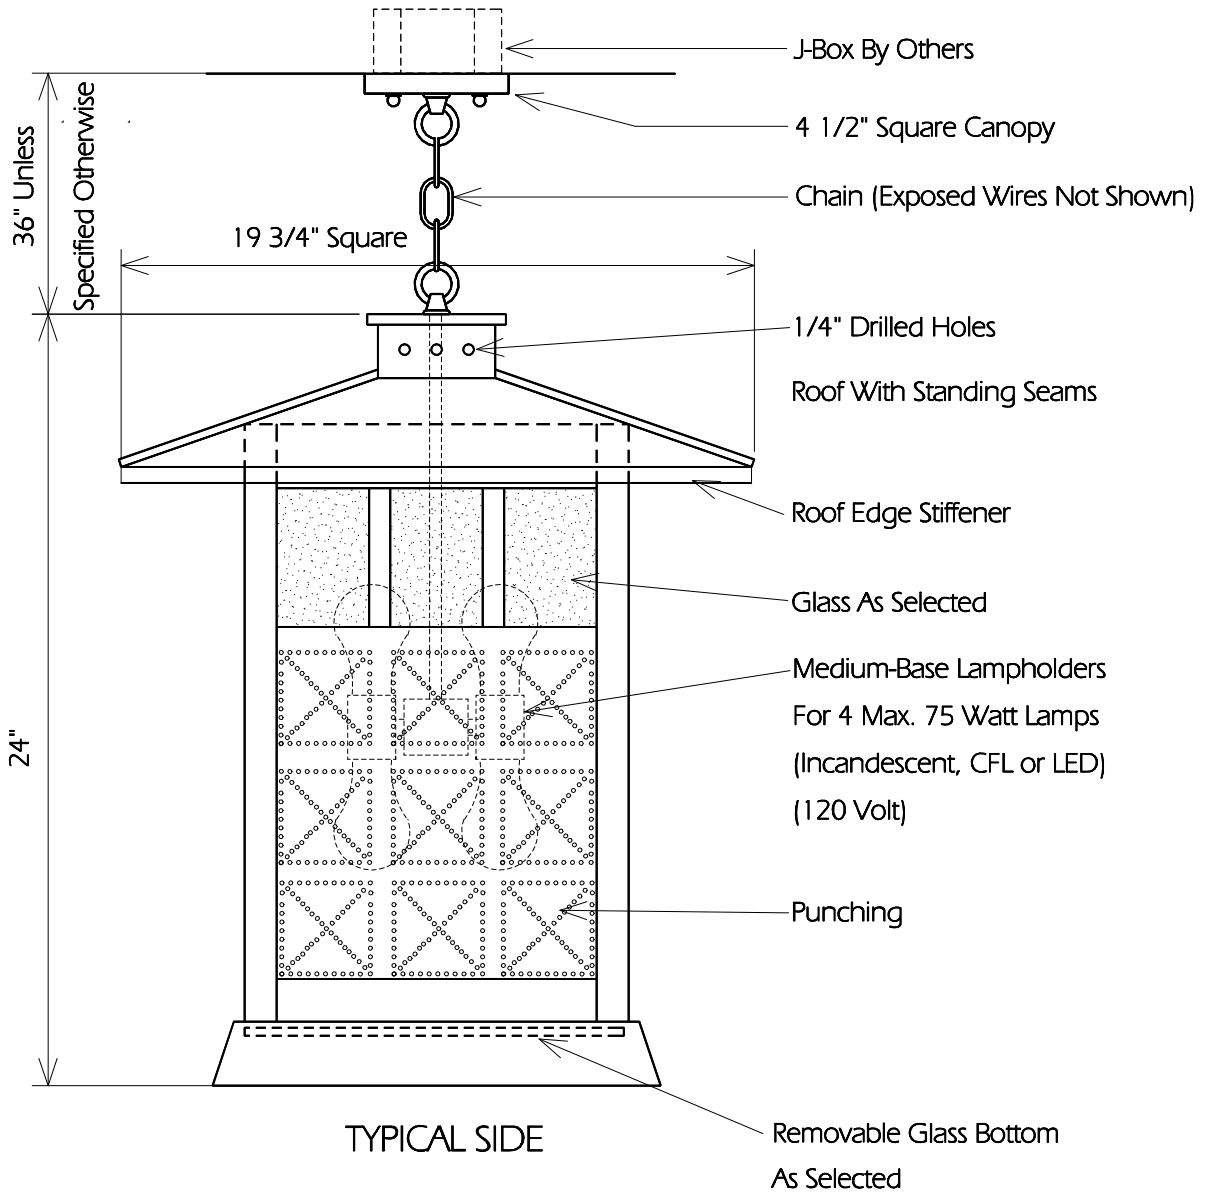 J-Box By Others
4 1/2" Square Canopy
36" Unless
Specified Otherwise
Chain (Exposed Wires Not Shown)
19 3/4" Square
1/4" Drilled Holes
Roof With Standing Seams
Roof Edge Stiffener
Glass As Selected
Medium-Base Lampholders
For 4 Max. 75 Watt Lamps
(Incandescent, CFL or LED)
(120 Volt)
24"
Punching
TYPICAL SIDE
Removable Glass Bottom
As Selected